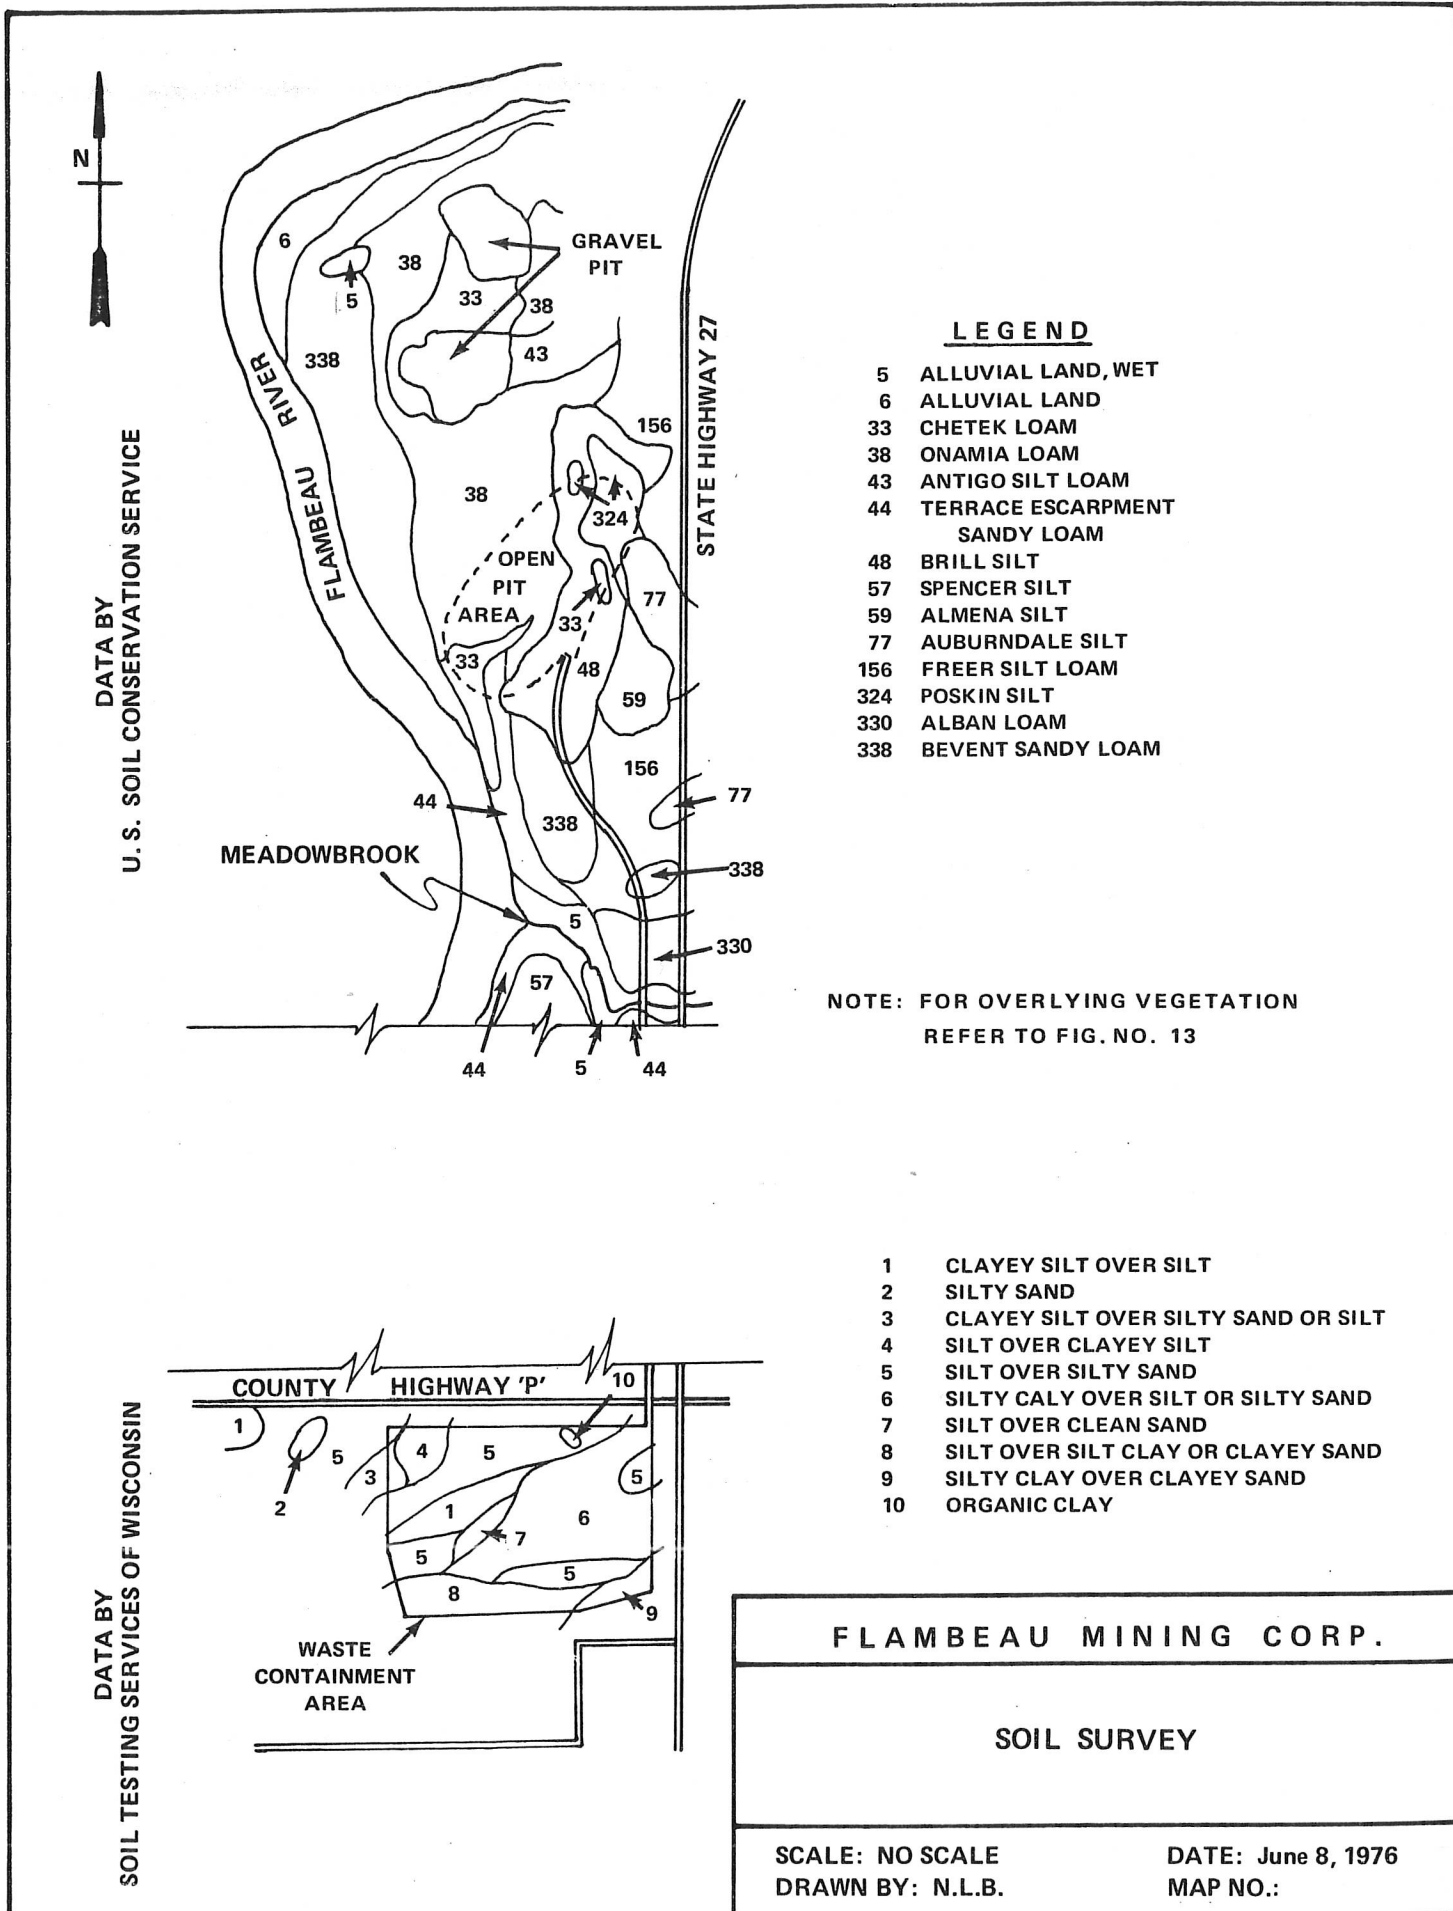 N
DATA BY
U.S. SOIL CONSERVATION SERVICE
6
5
38
33
38
43
338
GRAVEL
PIT
FLAMBEAU RIVER
STATE HIGHWAY 27
156
38
324
OPEN
PIT
AREA
33
77
33
48
59
156
44
77
338
338
MEADOWBROOK
5
330
57
44
5
44
LEGEND
5 ALLUVIAL LAND, WET
6 ALLUVIAL LAND
33 CHETEK LOAM
38 ONAMIA LOAM
43 ANTIGO SILT LOAM
44 TERRACE ESCARPMENT
SANDY LOAM
48 BRILL SILT
57 SPENCER SILT
59 ALMENA SILT
77 AUBURNDALE SILT
156 FREER SILT LOAM
324 POSKIN SILT
330 ALBAN LOAM
338 BEVENT SANDY LOAM
NOTE: FOR OVERLYING VEGETATION
REFER TO FIG. NO. 13
DATA BY
SOIL TESTING SERVICES OF WISCONSIN
COUNTY HIGHWAY 'P'
10
1
2
5
3
4
5
1
7
6
5
5
5
8
9
WASTE
CONTAINMENT
AREA
1 CLAYEY SILT OVER SILT
2 SILTY SAND
3 CLAYEY SILT OVER SILTY SAND OR SILT
4 SILT OVER CLAYEY SILT
5 SILT OVER SILTY SAND
6 SILTY CALY OVER SILT OR SILTY SAND
7 SILT OVER CLEAN SAND
8 SILT OVER SILT CLAY OR CLAYEY SAND
9 SILTY CLAY OVER CLAYEY SAND
10 ORGANIC CLAY
FLAMBEAU MINING CORP.
SOIL SURVEY
SCALE: NO SCALE
DATE: June 8, 1976
DRAWN BY: N.L.B.
MAP NO.: